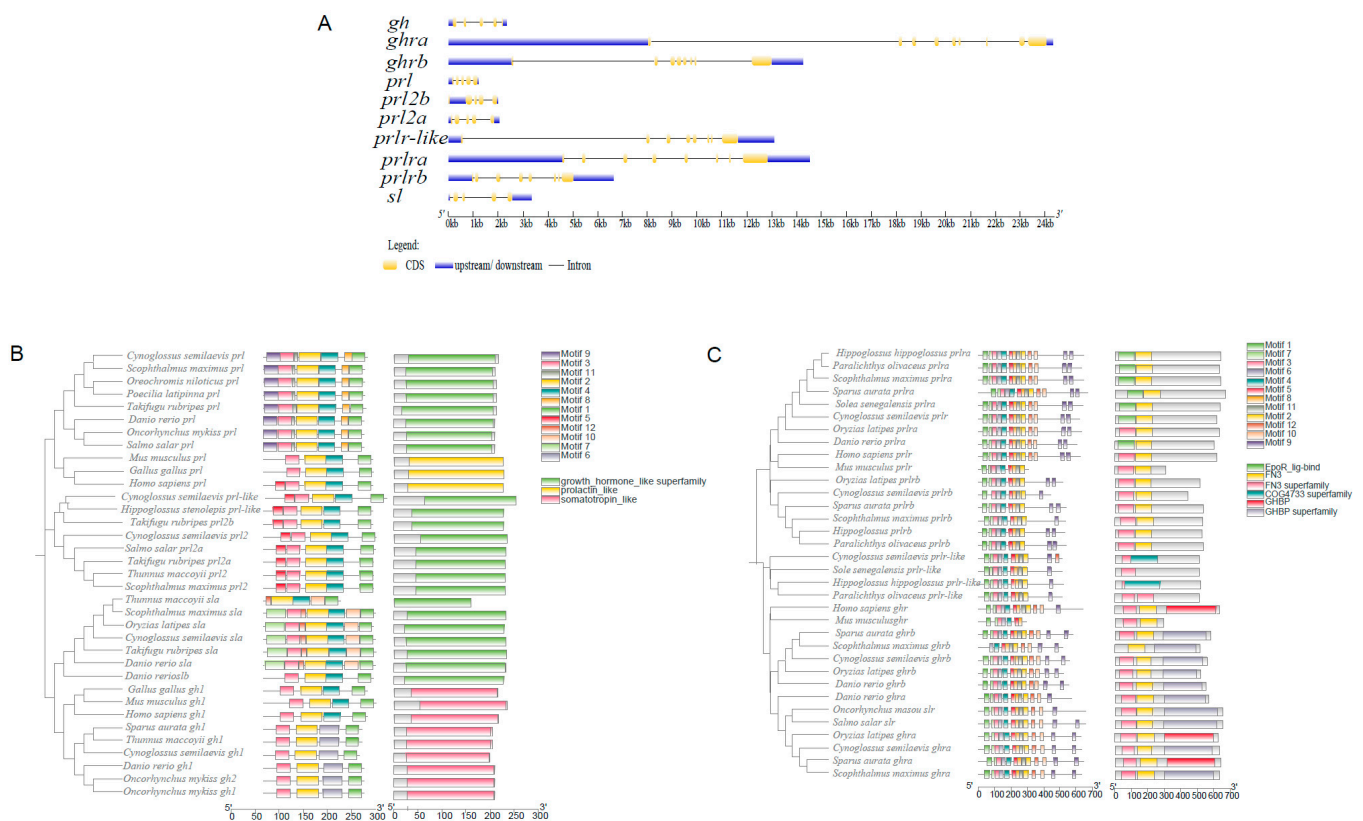 A
gh
ghra
ghrb
prl
prl2b
prl2a
prlr-like
prlra
prlrb
sl
5' 3'
0kb 1kb 2kb 3kb 4kb 5kb 6kb 7kb 8kb 9kb 10kb 11kb 12kb 13kb 14kb 15kb 16kb 17kb 18kb 19kb 20kb 21kb 22kb 23kb 24kb
Legend:
CDS upstream/ downstream Intron
B
Cynoglossus semilaevis prl
Scophthalmus maximus prl
Oreochromis niloticus prl
Poecilia latipinna prl
Takifugu rubripes prl
Danio rerio prl
Oncorhynchus mykiss prl
Salmo salar prl
Mus musculus prl
Gallus gallus prl
Homo sapiens prl
Cynoglossus semilaevis prl-like
Hippoglossus stenolepis prl-like
Takifugu rubripes prl2b
Cynoglossus semilaevis prl2
Salmo salar prl2a
Takifugu rubripes prl2a
Thunnus maccoyii prl2
Scophthalmus maximus prl2
Thunnus maccoyii sla
Scophthalmus maximus sla
Oryzias latipes sla
Cynoglossus semilaevis sla
Takifugu rubripes sla
Danio rerio sla
Danio rerioslb
Gallus gallus gh1
Mus musculus gh1
Homo sapiens gh1
Sparus aurata gh1
Thunnus maccoyii gh1
Cynoglossus semilaevis gh1
Danio rerio gh1
Oncorhynchus mykiss gh2
Oncorhynchus mykiss gh1
5' 3'
0 50 100 150 200 250 300
5' 3'
0 50 100 150 200 250 300
Motif 9
Motif 3
Motif 11
Motif 2
Motif 4
Motif 8
Motif 1
Motif 5
Motif 12
Motif 10
Motif 7
Motif 6
growth_hormone_like superfamily
prolactin_like
somatotropin_like
C
Hippoglossus hippoglossus prlra
Paralichthys olivaceus prlra
Scophthalmus maximus prlra
Sparus aurata prlra
Solea senegalensis prlra
Cynoglossus semilaevis prlr
Oryzias latipes prlra
Danio rerio prlra
Homo sapiens prlr
Mus musculus prlr
Oryzias latipes prlrb
Cynoglossus semilaevis prlrb
Sparus aurata prlrb
Scophthalmus maximus prlrb
Hippoglossus prlrb
Paralichthys olivaceus prlrb
Cynoglossus semilaevis prlr-like
Sole senegalensis prlr-like
Hippoglossus hippoglossus prlr-like
Paralichthys olivaceus prlr-like
Homo sapiens ghr
Mus musculusghr
Sparus aurata ghrb
Scophthalmus maximus ghrb
Cynoglossus semilaevis ghrb
Oryzias latipes ghrb
Danio rerio ghrb
Danio rerio ghra
Oncorhynchus masou slr
Salmo salar slr
Oryzias latipes ghra
Cynoglossus semilaevis ghra
Sparus aurata ghra
Scophthalmus maximus ghra
5' 3'
0 100 200 300 400 500 600 700
5' 3'
0 100 200 300 400 500 600 700
Motif 1
Motif 7
Motif 3
Motif 6
Motif 4
Motif 5
Motif 8
Motif 11
Motif 2
Motif 12
Motif 10
Motif 9
EpoR_lig-bind
FN3
FN3 superfamily
COG4733 superfamily
GHBP
GHBP superfamily